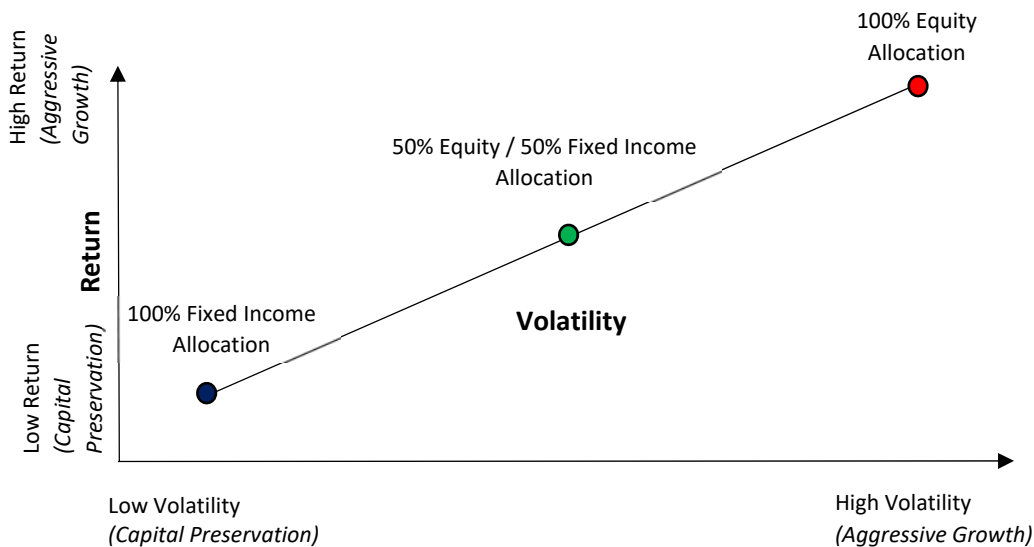 100% Equity
Allocation
High Return
(Aggressive
Growth)
50% Equity / 50% Fixed Income
Allocation
Return
100% Fixed Income
Allocation
Volatility
Low Return
(Capital
Preservation)
Low Volatility
(Capital Preservation)
High Volatility
(Aggressive Growth)